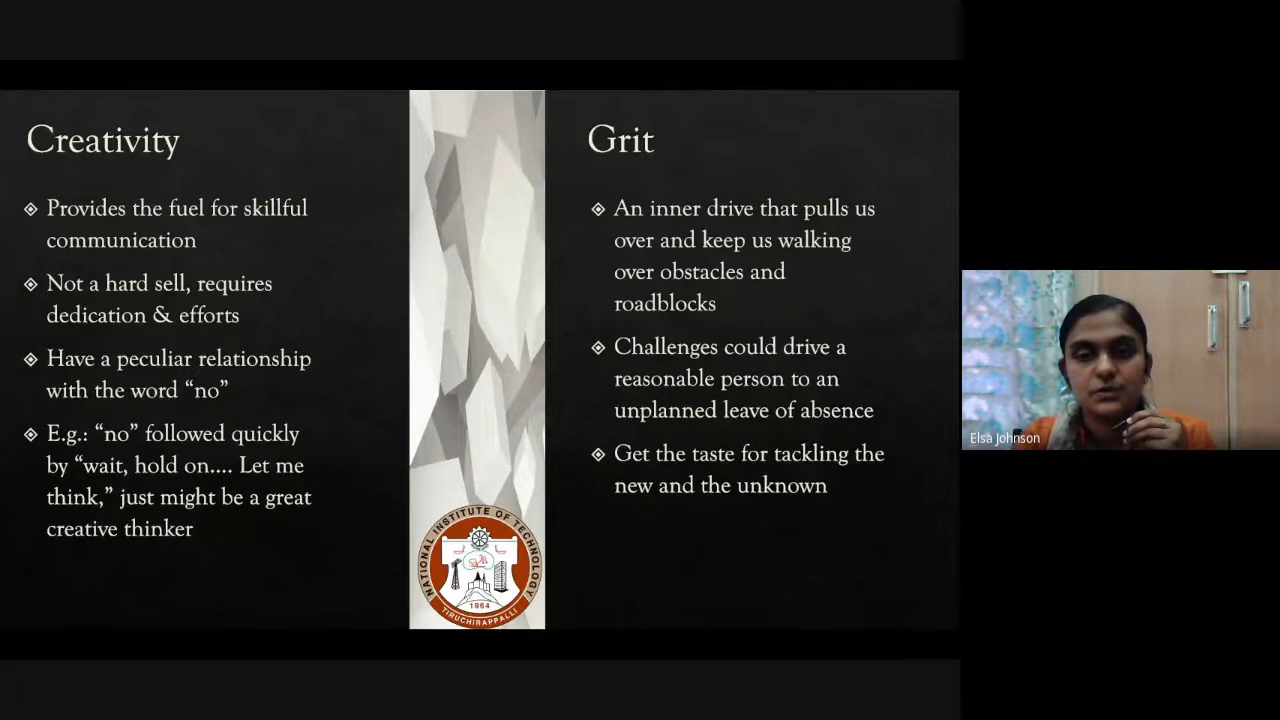 Creativity
Provides the fuel for skillful
communication
Not a hard sell, requires
dedication & efforts
Have a peculiar relationship
with the word “no”
E.g.: “no” followed quickly
by “wait, hold on.... Let me
think,” just might be a great
creative thinker
NATIONAL INSTITUTE OF TECHNOLOGY
1964
TIRUCHIRAPPALLI
Grit
An inner drive that pulls us
over and keep us walking
over obstacles and
roadblocks
Challenges could drive a
reasonable person to an
unplanned leave of absence
Get the taste for tackling the
new and the unknown
Elsa Johnson